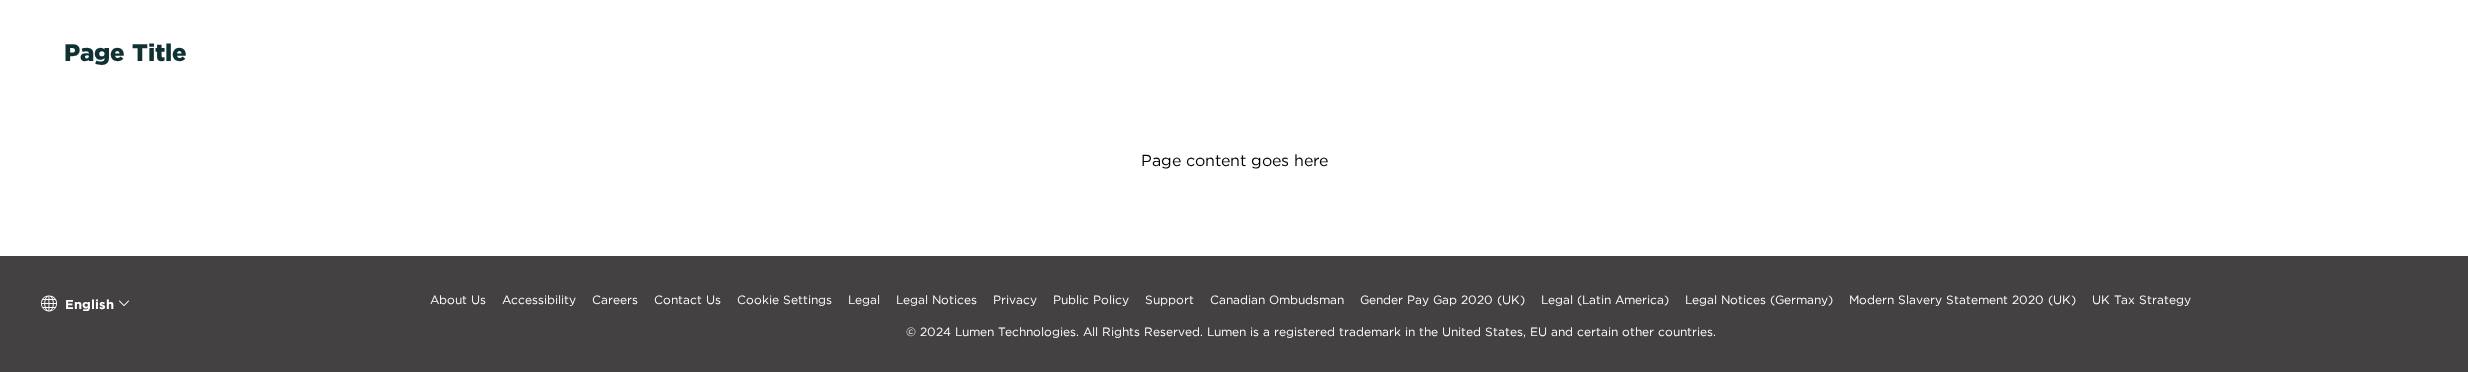 Page Title
Page content goes here
English
About Us Accessibility Careers Contact Us Cookie Settings Legal Legal Notices Privacy Public Policy Support Canadian Ombudsman Gender Pay Gap 2020 (UK) Legal (Latin America) Legal Notices (Germany) Modern Slavery Statement 2020 (UK) UK Tax Strategy
© 2024 Lumen Technologies. All Rights Reserved. Lumen is a registered trademark in the United States, EU and certain other countries.